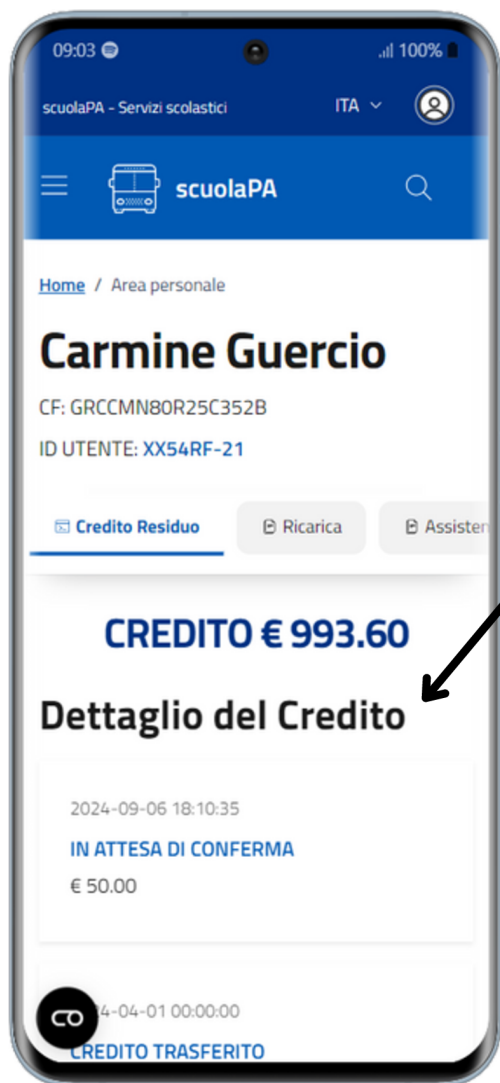 09:03
100%
scuolaPA - Servizi scolastici
ITA
scuolaPA
Home / Area personale
Carmine Guercio
CF: GRCCMN80R25C352B
ID UTENTE: XX54RF-21
Credito Residuo
Ricarica
Assisten
CREDITO € 993.60
Dettaglio del Credito
2024-09-06 18:10:35
IN ATTESA DI CONFERMA
€ 50.00
4-04-01 00:00:00
CREDITO TRASFERITO